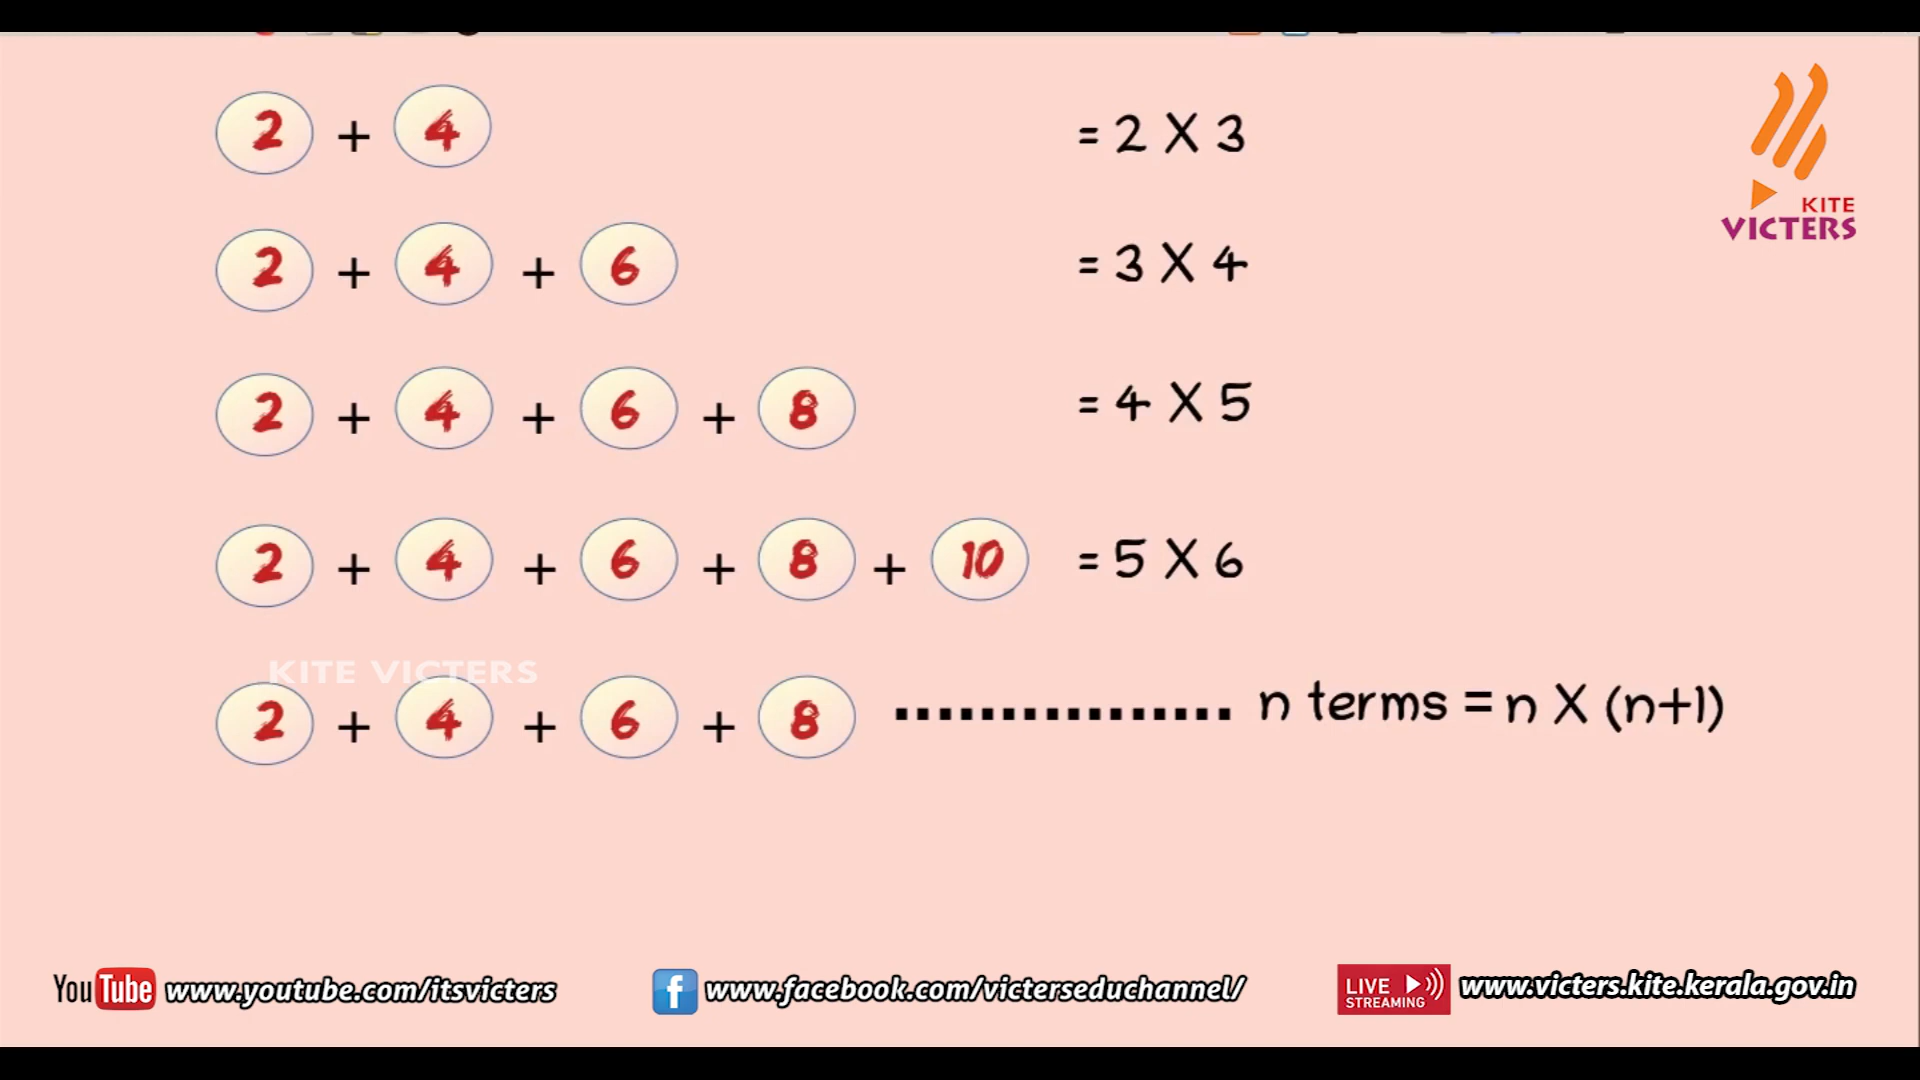 2 + 4 = 2 X 3
KITE
VICTERS
2 + 4 + 6 = 3 X 4
2 + 4 + 6 + 8 = 4 X 5
2 + 4 + 6 + 8 + 10 = 5 X 6
KITE VICTERS
2 + 4 + 6 + 8 ................ n terms = n X (n+1)
YouTube www.youtube.com/itsvicters
f www.facebook.com/victerseduchannel/
LIVE STREAMING www.victers.kite.kerala.gov.in